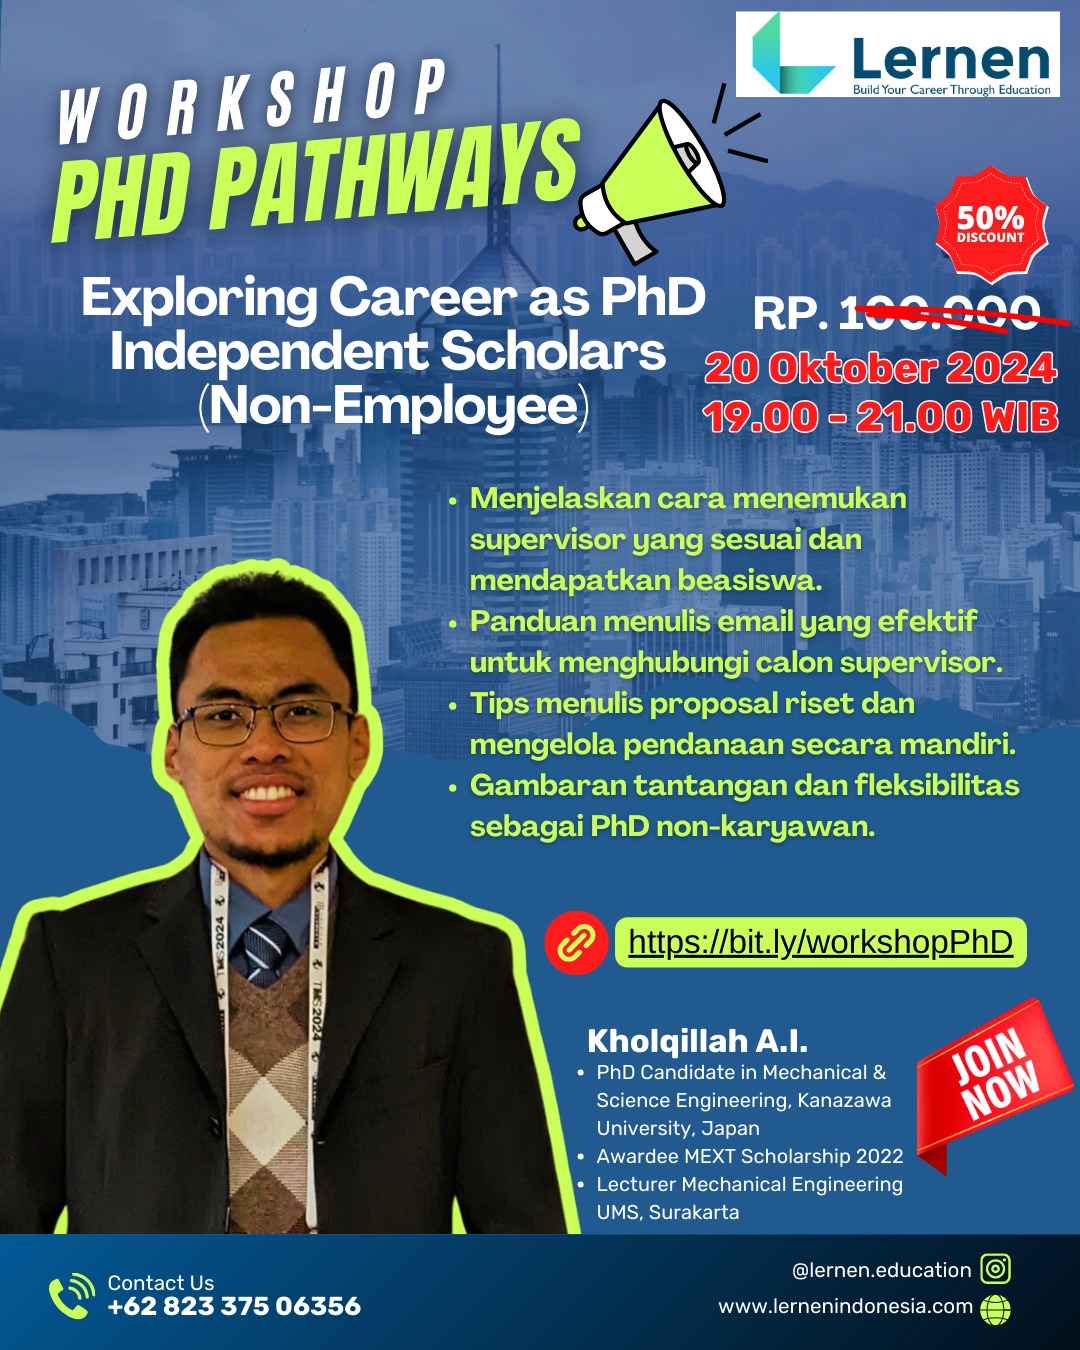 Lernen
Build Your Career Through Education
WORKSHOP
PHD PATHWAYS
50%
DISCOUNT
Exploring Career as PhD
Independent Scholars
(Non-Employee)
RP. 100.000
20 Oktober 2024
19.00 - 21.00 WIB
• Menjelaskan cara menemukan
supervisor yang sesuai dan
mendapatkan beasiswa.
• Panduan menulis email yang efektif
untuk menghubungi calon supervisor.
• Tips menulis proposal riset dan
mengelola pendanaan secara mandiri.
• Gambaran tantangan dan fleksibilitas
sebagai PhD non-karyawan.
https://bit.ly/workshopPhD
TMS2024
TMS2024
Kholqillah A.I.
• PhD Candidate in Mechanical &
Science Engineering, Kanazawa
University, Japan
• Awardee MEXT Scholarship 2022
• Lecturer Mechanical Engineering
UMS, Surakarta
JOIN
NOW
Contact Us
+62 823 375 06356
@lernen.education
www.lernenindonesia.com